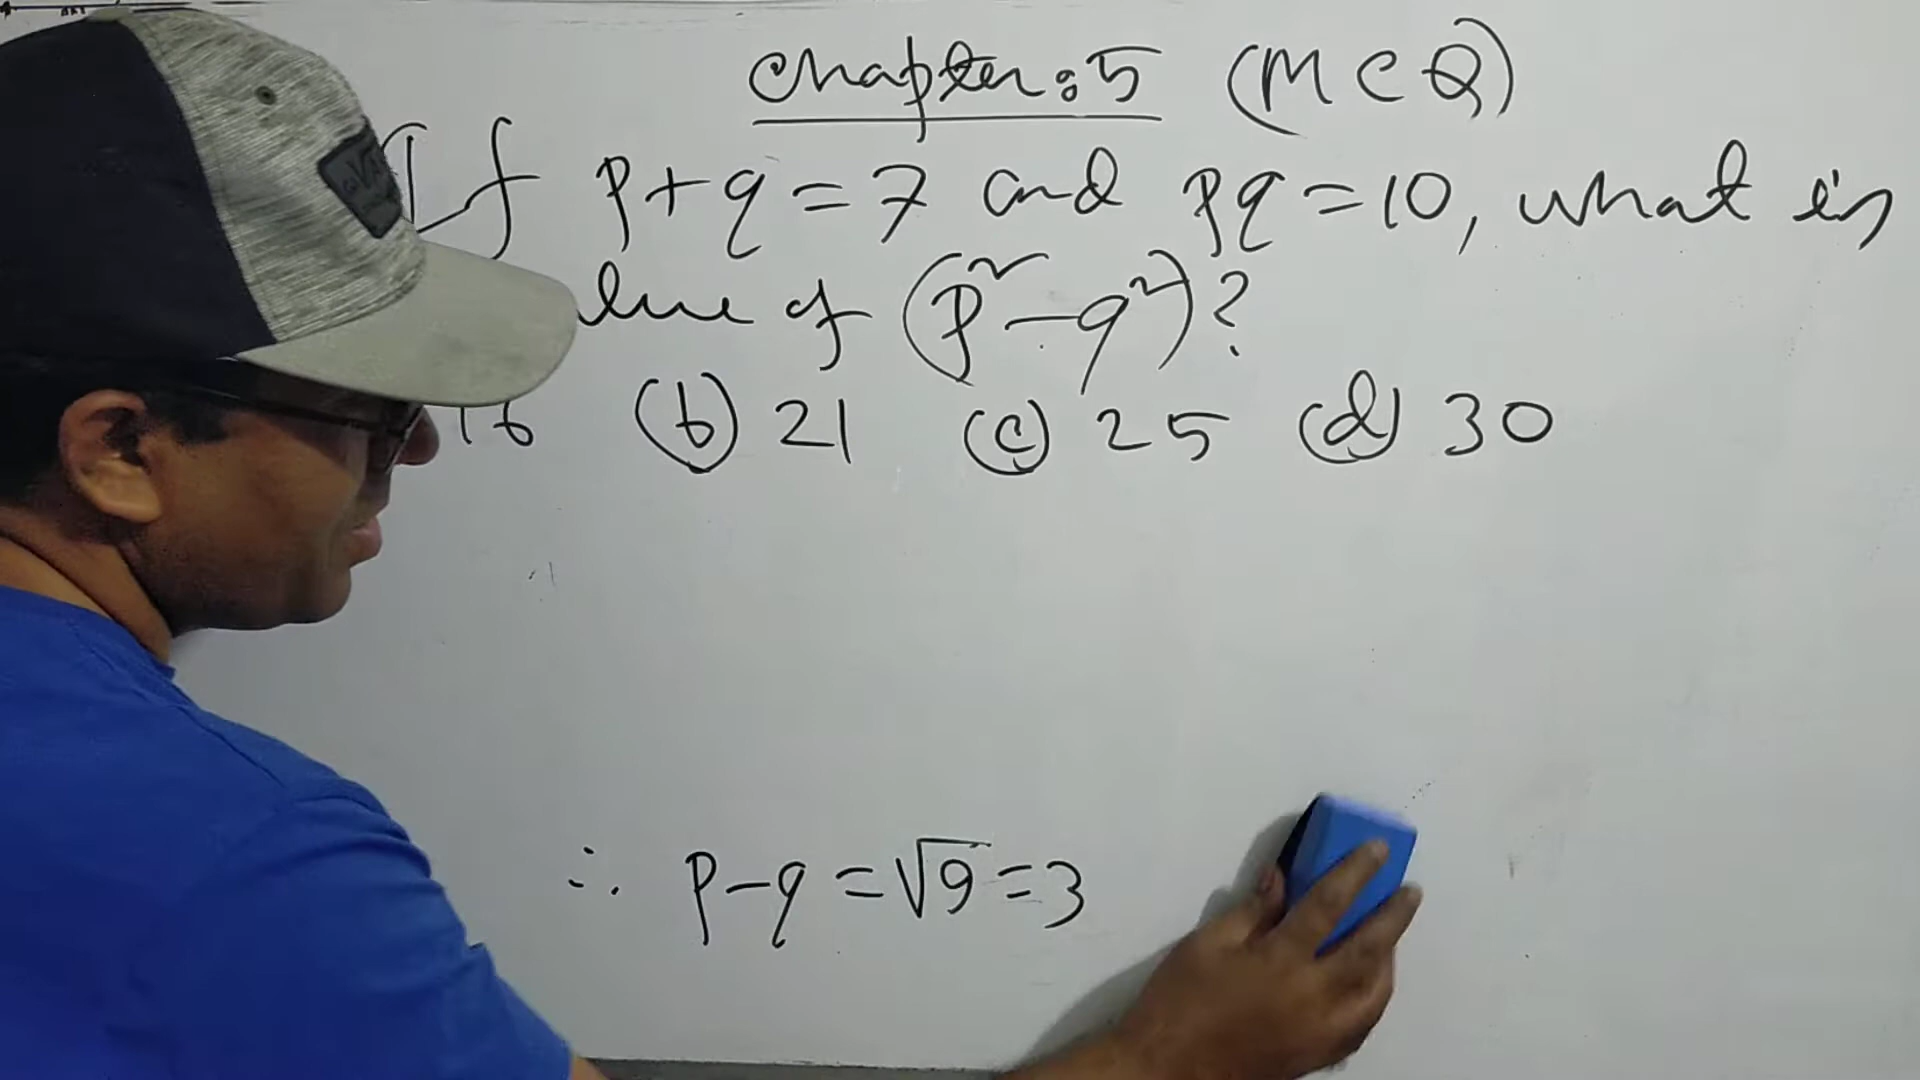 Chapter:5 (MCQ)
If p+q=7 and pq=10, what is
lue of (p²-q²)?
16 (b) 21 (c) 25 (d) 30
∴ p-q=√9=3